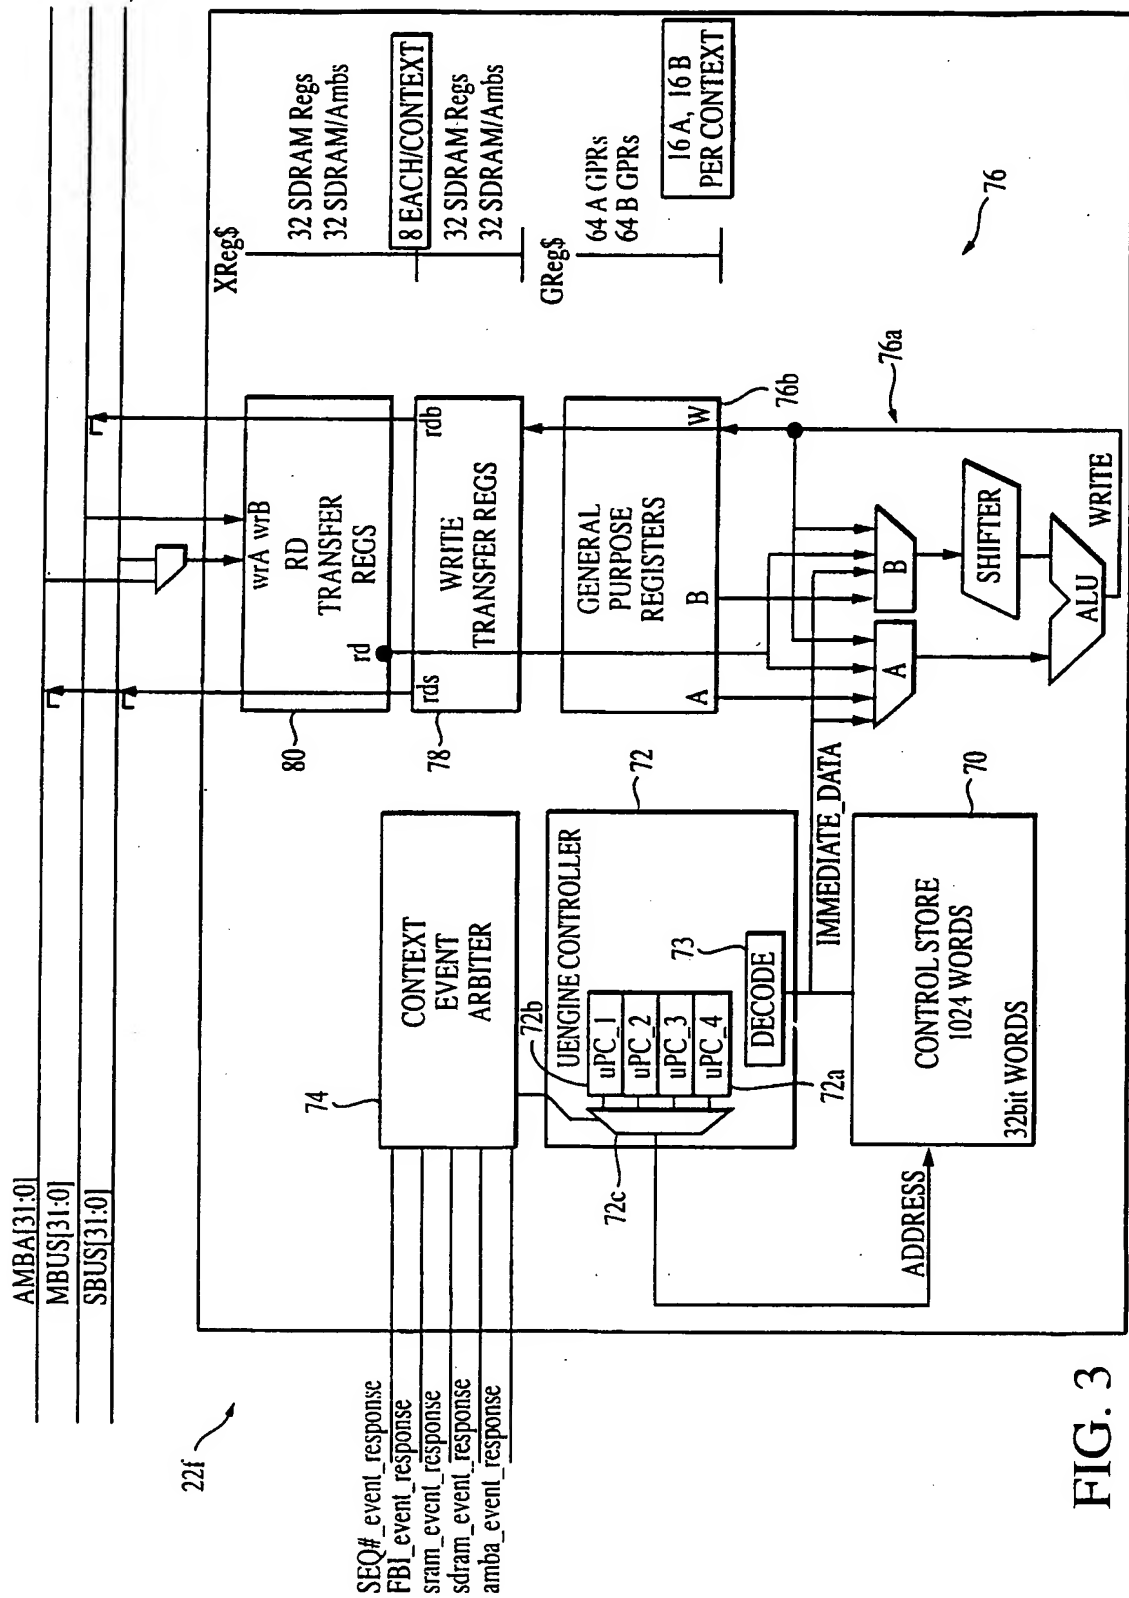 AMBA[31:0]
MBUS[31:0]
SBUS[31:0]
22f
SEQ#_event_response
FBI_event_response
sram_event_response
sdram_event_response
amba_event_response
74
CONTEXT
EVENT
ARBITER
72b
UENGINE CONTROLLER
72
uPC_1
uPC_2
uPC_3
uPC_4
72a
72c
73
DECODE
ADDRESS
CONTROL STORE
1024 WORDS
32bit WORDS
70
IMMEDIATE_DATA
80
wrA wrB
RD
TRANSFER
REGS
rd
78
rds
rdb
WRITE
TRANSFER REGS
GENERAL
PURPOSE
REGISTERS
A
B
W
76b
76a
A
B
SHIFTER
ALU
WRITE
XReg$
32 SDRAM Regs
32 SDRAM/Ambs
8 EACH/CONTEXT
32 SDRAM Regs
32 SDRAM/Ambs
GReg$
64 A GPRs
64 B GPRs
16 A, 16 B
PER CONTEXT
76
FIG. 3